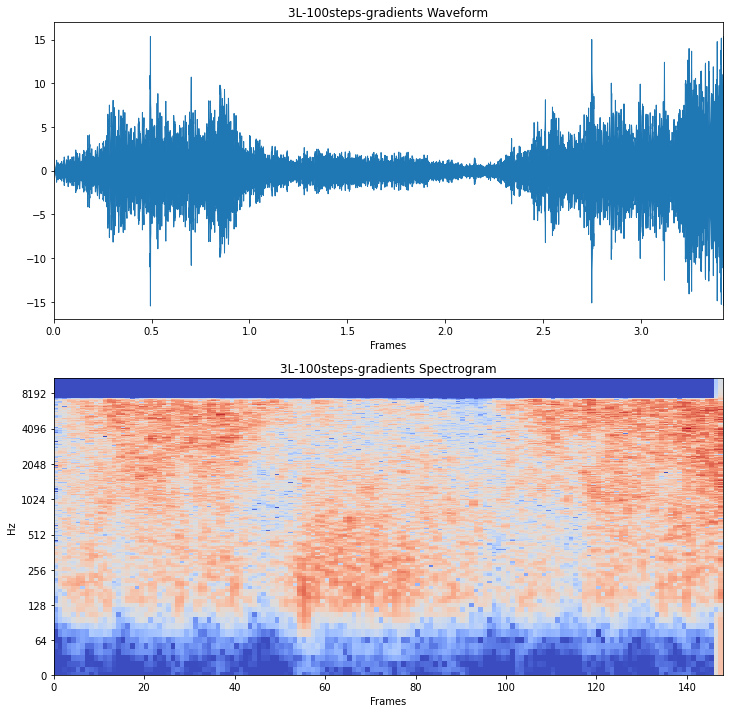 3L-100steps-gradients Waveform
15
10
5
0
−5
−10
−15
0.0 0.5 1.0 1.5 2.0 2.5 3.0
Frames
3L-100steps-gradients Spectrogram
8192
4096
2048
1024
512
256
128
64
0
Hz
0 20 40 60 80 100 120 140
Frames